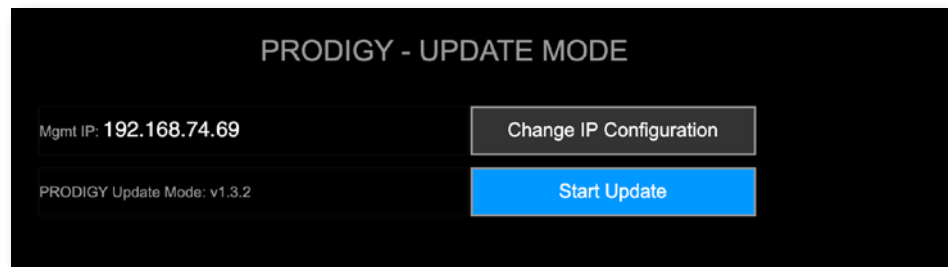 PRODIGY - UPDATE MODE
Mgmt IP: 192.168.74.69
Change IP Configuration
PRODIGY Update Mode: v1.3.2
Start Update